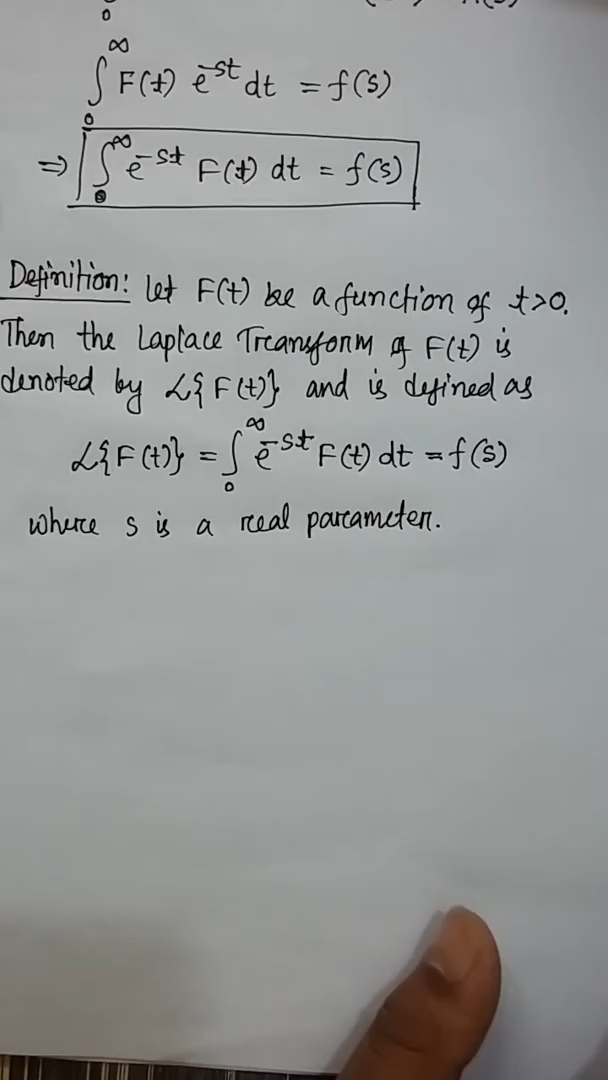 0
∫₀^∞ F(t) e^{-st} dt = f(s)
⇒ ∫₀^∞ e^{-st} F(t) dt = f(s)
Definition: Let F(t) be a function of t>0.
Then the Laplace Transform of F(t) is
denoted by ℒ{F(t)} and is defined as
ℒ{F(t)} = ∫₀^∞ e^{-st} F(t) dt = f(s)
where s is a real parameter.